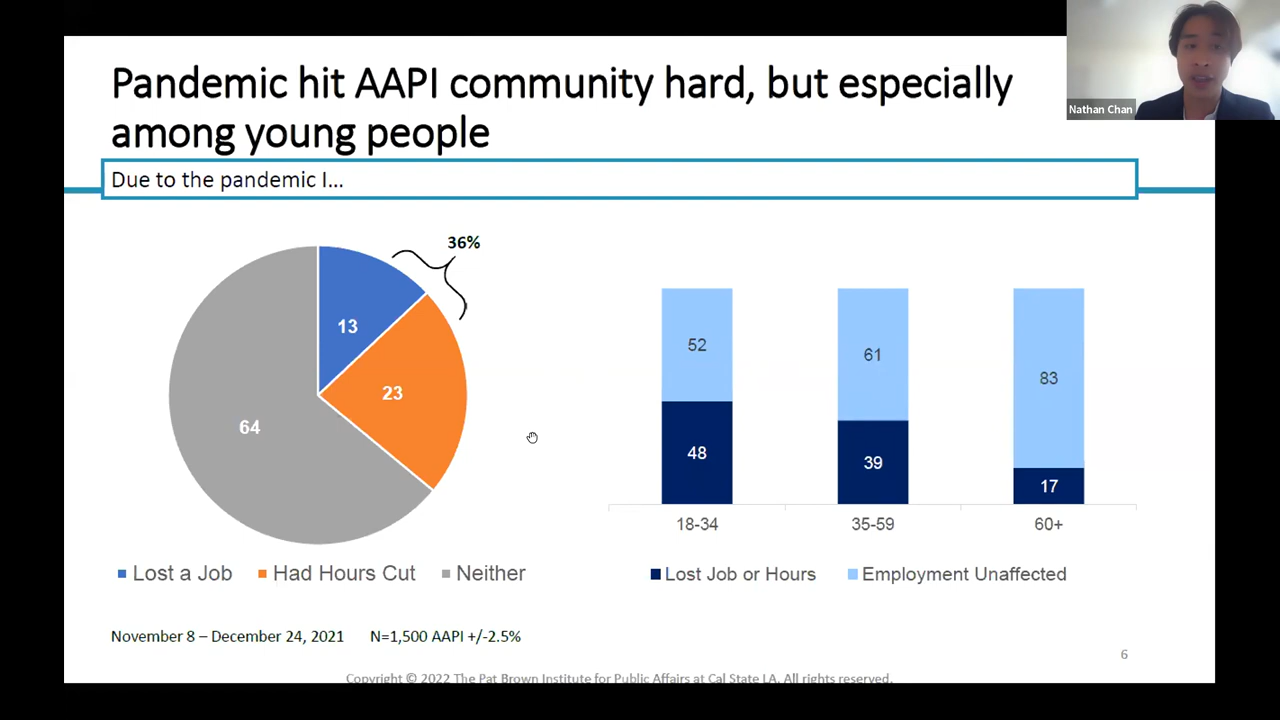 Pandemic hit AAPI community hard, but especially
among young people
Nathan Chan
Due to the pandemic I...
36%
13
23
64
Lost a Job
Had Hours Cut
Neither
52
61
83
48
39
17
18-34
35-59
60+
Lost Job or Hours
Employment Unaffected
November 8 – December 24, 2021 N=1,500 AAPI +/-2.5%
6
Copyright © 2022 The Pat Brown Institute for Public Affairs at Cal State LA. All rights reserved.